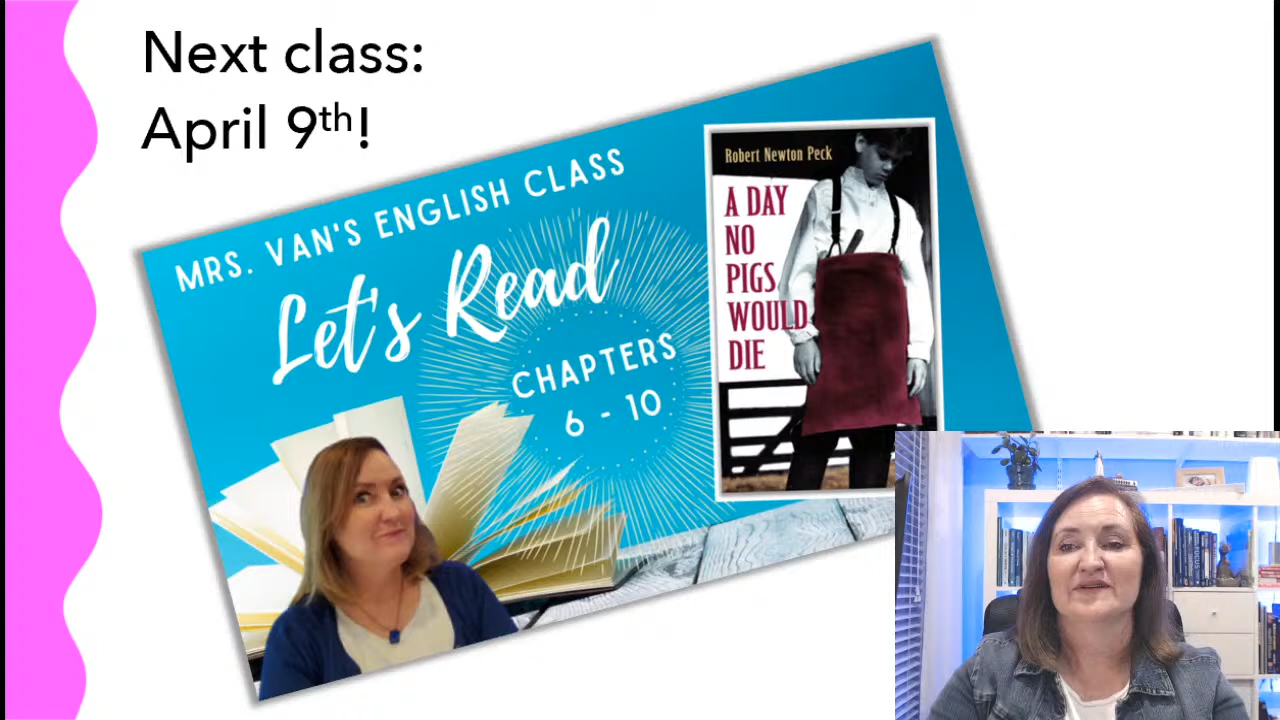 Next class:
April 9th!
MRS. VAN'S ENGLISH CLASS
Let's Read
CHAPTERS
6 - 10
Robert Newton Peck
A DAY
NO
PIGS
WOULD
DIE